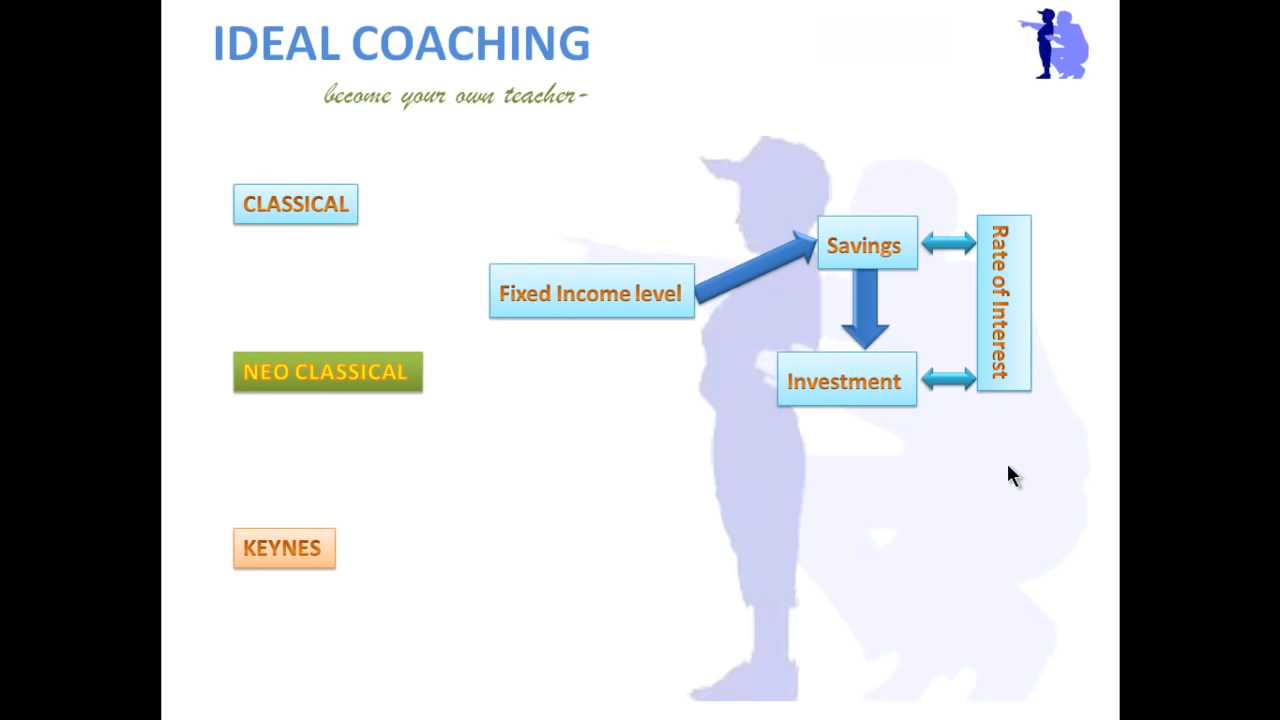 IDEAL COACHING
become your own teacher-
CLASSICAL
Fixed Income level
Savings
Rate of Interest
Investment
NEO CLASSICAL
KEYNES